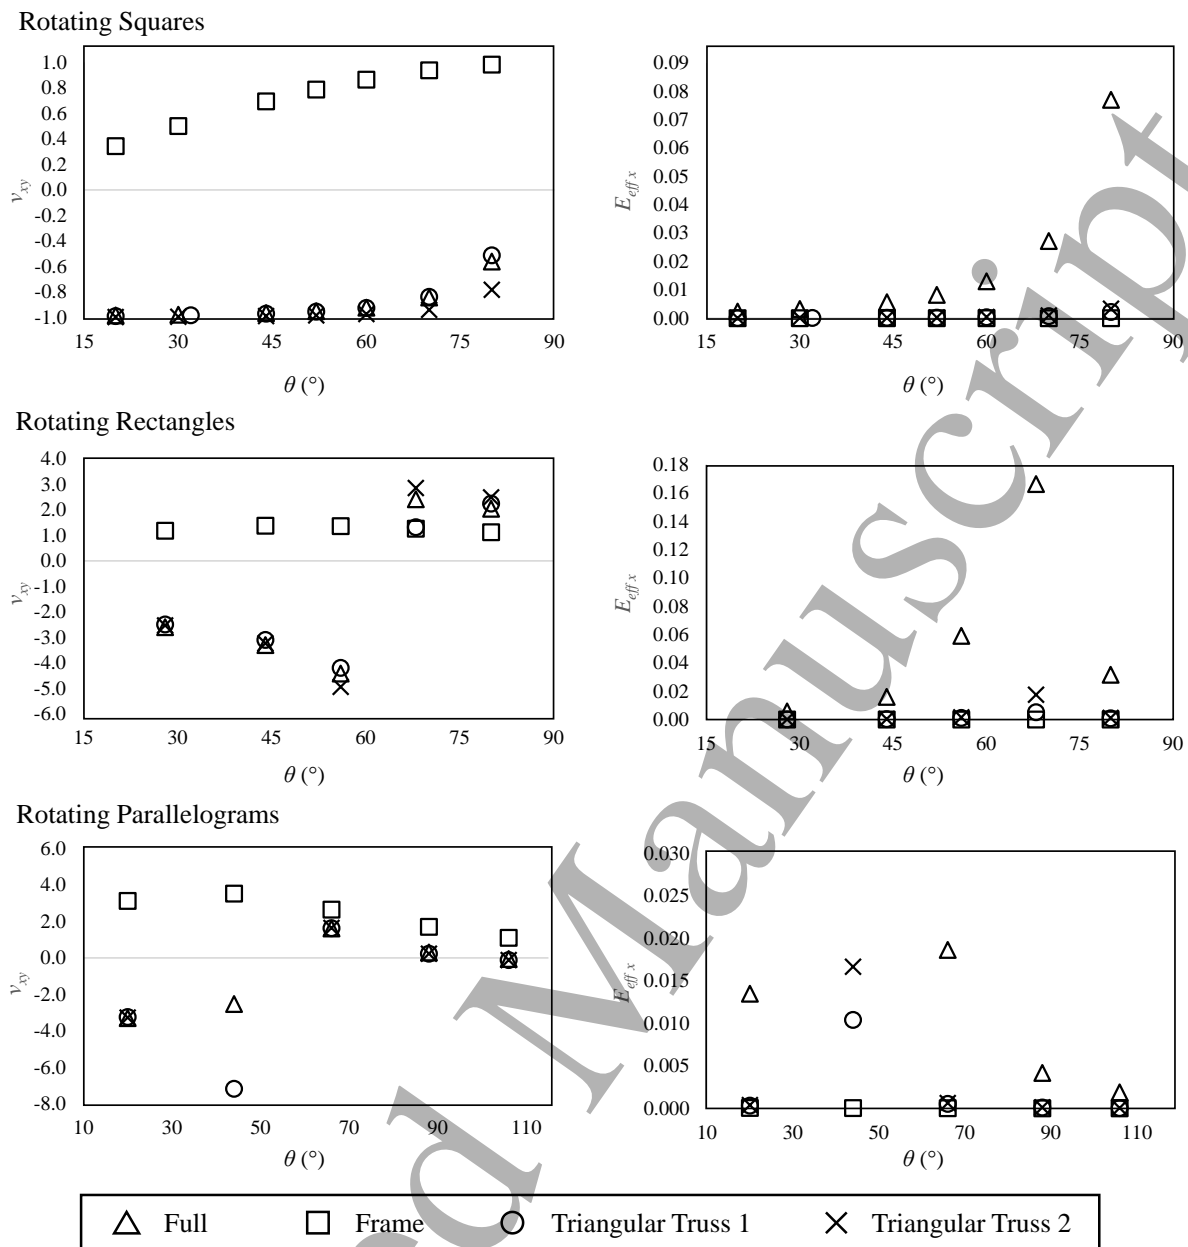 Rotating Squares
1.0
0.8
0.6
0.4
0.2
0.0
-0.2
-0.4
-0.6
-0.8
-1.0
ν_xy
15 30 45 60 75 90
θ (°)
0.09
0.08
0.07
0.06
0.05
0.04
0.03
0.02
0.01
0.00
E_eff x
15 30 45 60 75 90
θ (°)
Rotating Rectangles
4.0
3.0
2.0
1.0
0.0
-1.0
-2.0
-3.0
-4.0
-5.0
-6.0
ν_xy
15 30 45 60 75 90
θ (°)
0.18
0.16
0.14
0.12
0.10
0.08
0.06
0.04
0.02
0.00
E_eff x
15 30 45 60 75 90
θ (°)
Rotating Parallelograms
6.0
4.0
2.0
0.0
-2.0
-4.0
-6.0
-8.0
ν_xy
10 30 50 70 90 110
θ (°)
0.030
0.025
0.020
0.015
0.010
0.005
0.000
E_eff x
10 30 50 70 90 110
θ (°)
Full Frame Triangular Truss 1 Triangular Truss 2
d Manuscript